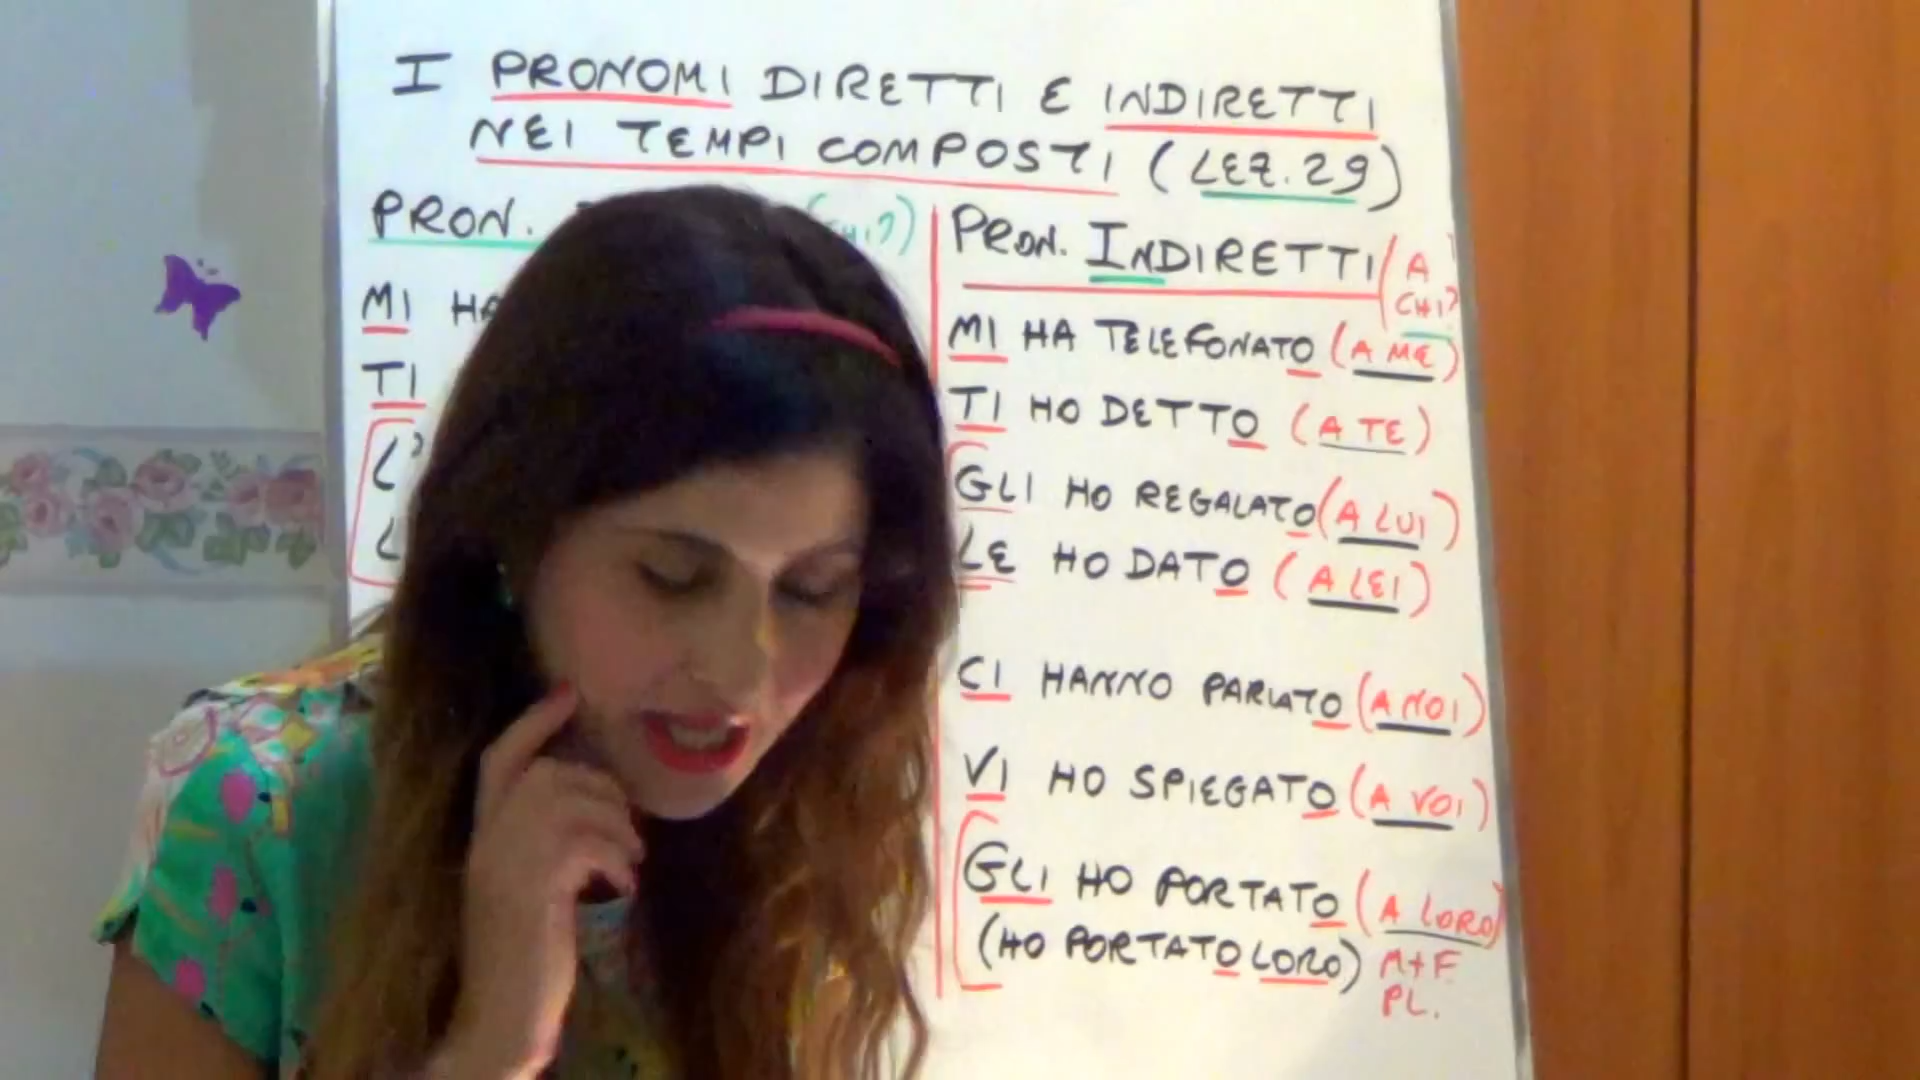 I PRONOMI DIRETTI E INDIRETTI
NEI TEMPI COMPOSTI (LEZ. 29)
PRON.
MI
TI
L'
PRON. INDIRETTI (A CHI?
MI HA TELEFONATO (A ME)
TI HO DETTO (A TE)
GLI HO REGALATO (A LUI)
LE HO DATO (A LEI)
CI HANNO PARLATO (A NOI)
VI HO SPIEGATO (A VOI)
GLI HO PORTATO (A LORO)
(HO PORTATO LORO) M+F
PL.